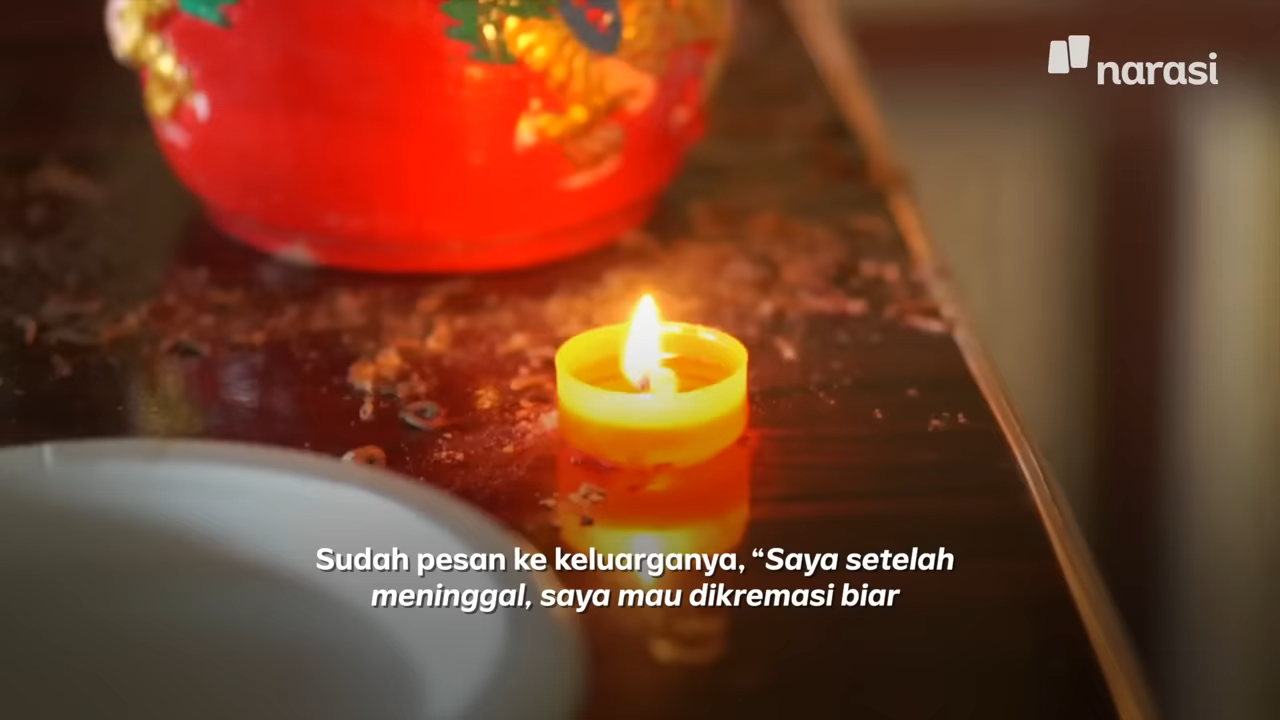 narasi
Sudah pesan ke keluarganya, “Saya setelah
meninggal, saya mau dikremasi biar